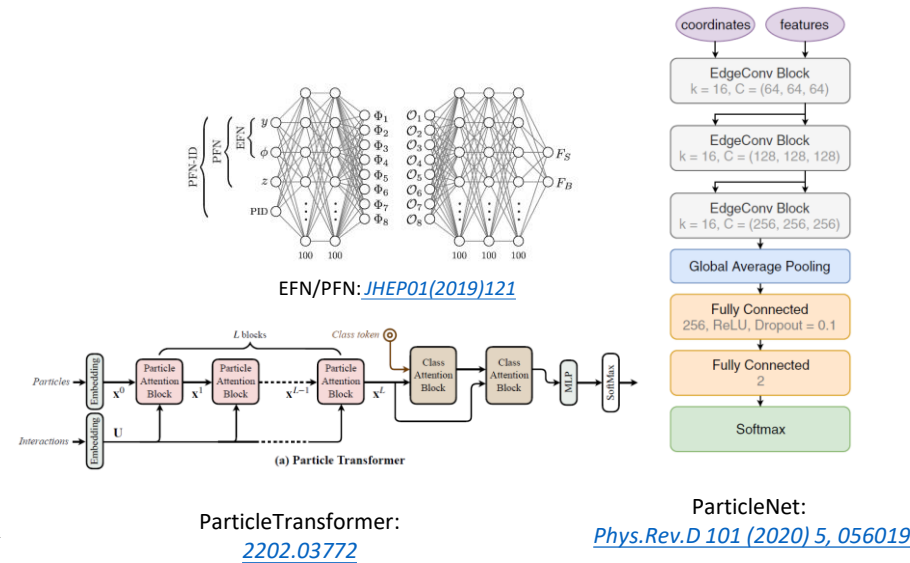 PFN-ID
PFN
EFN
y
ϕ
z
PID
100 100
Φ1
Φ2
Φ3
Φ4
Φ5
Φ6
Φ7
Φ8
O1
O2
O3
O4
O5
O6
O7
O8
100 100 100
FS
FB
EFN/PFN: JHEP01(2019)121
L blocks
Class token
Particles
Embedding
x0
Particle
Attention
Block
x1
Particle
Attention
Block
xL−1
Particle
Attention
Block
xL
Class
Attention
Block
Class
Attention
Block
MLP
SoftMax
Interactions
Embedding
U
(a) Particle Transformer
ParticleTransformer:
2202.03772
coordinates features
EdgeConv Block
k = 16, C = (64, 64, 64)
EdgeConv Block
k = 16, C = (128, 128, 128)
EdgeConv Block
k = 16, C = (256, 256, 256)
Global Average Pooling
Fully Connected
256, ReLU, Dropout = 0.1
Fully Connected
2
Softmax
ParticleNet:
Phys.Rev.D 101 (2020) 5, 056019